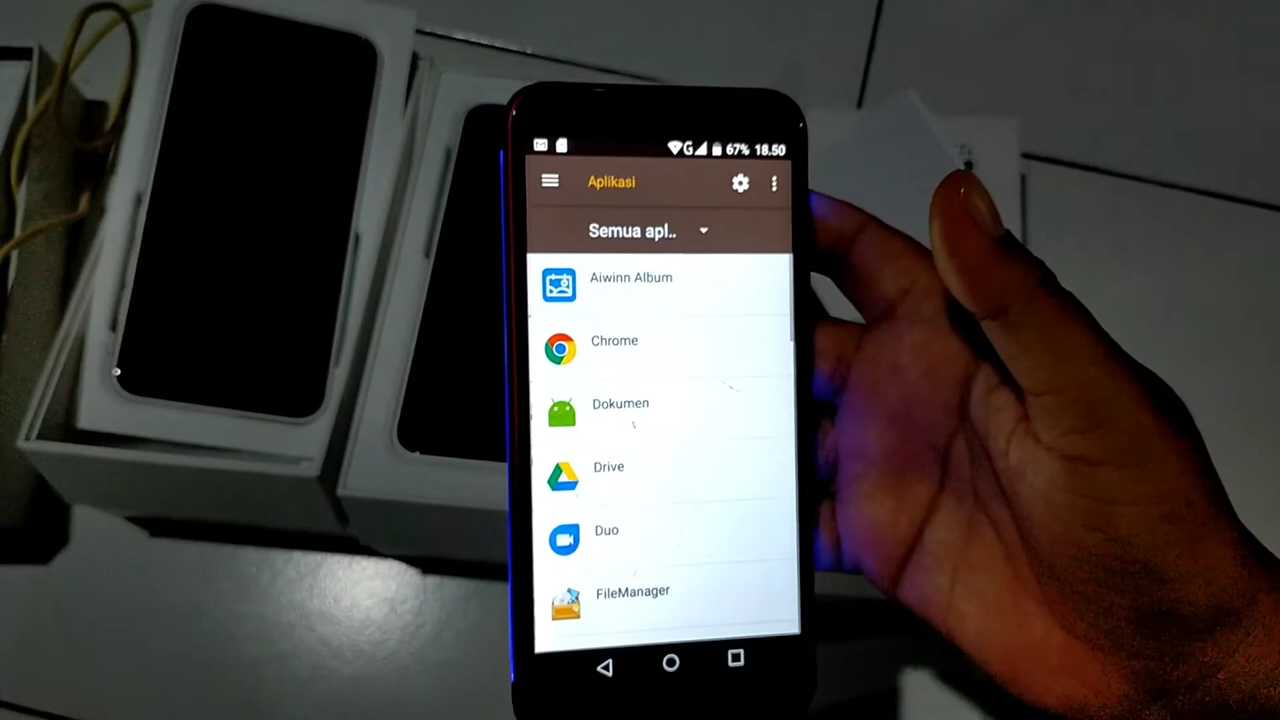 G 67% 18.50
Aplikasi
Semua apl..
Aiwinn Album
Chrome
Dokumen
Drive
Duo
FileManager